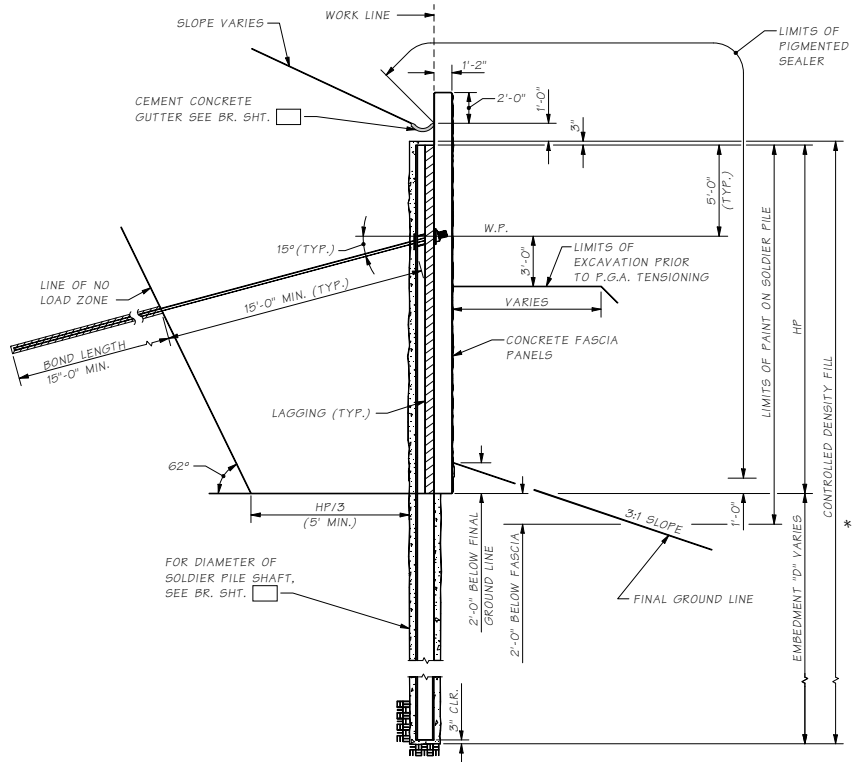 WORK LINE
SLOPE VARIES
LIMITS OF
PIGMENTED
SEALER
1'-2"
2'-0"
1'-0"
3"
CEMENT CONCRETE
GUTTER SEE BR. SHT.
5'-0"
(TYP.)
W.P.
15° (TYP.)
3'-0"
LIMITS OF
EXCAVATION PRIOR
TO P.G.A. TENSIONING
LINE OF NO
LOAD ZONE
15'-0" MIN. (TYP.)
VARIES
BOND LENGTH
15"-0" MIN.
CONCRETE FASCIA
PANELS
LIMITS OF PAINT ON SOLDIER PILE
HP
CONTROLLED DENSITY FILL
*
LAGGING (TYP.)
62°
HP/3
(5' MIN.)
3:1 SLOPE
1'-0"
2'-0" BELOW FINAL
GROUND LINE
2'-0" BELOW FASCIA
EMBEDMENT "D" VARIES
FOR DIAMETER OF
SOLDIER PILE SHAFT,
SEE BR. SHT.
FINAL GROUND LINE
3" CLR.